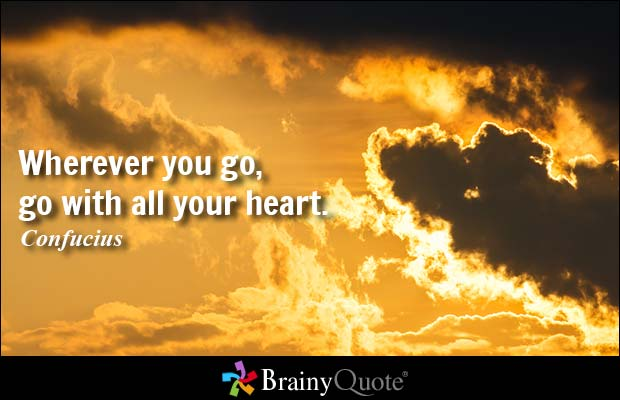 Wherever you go,
go with all your heart.
Confucius
BrainyQuote®